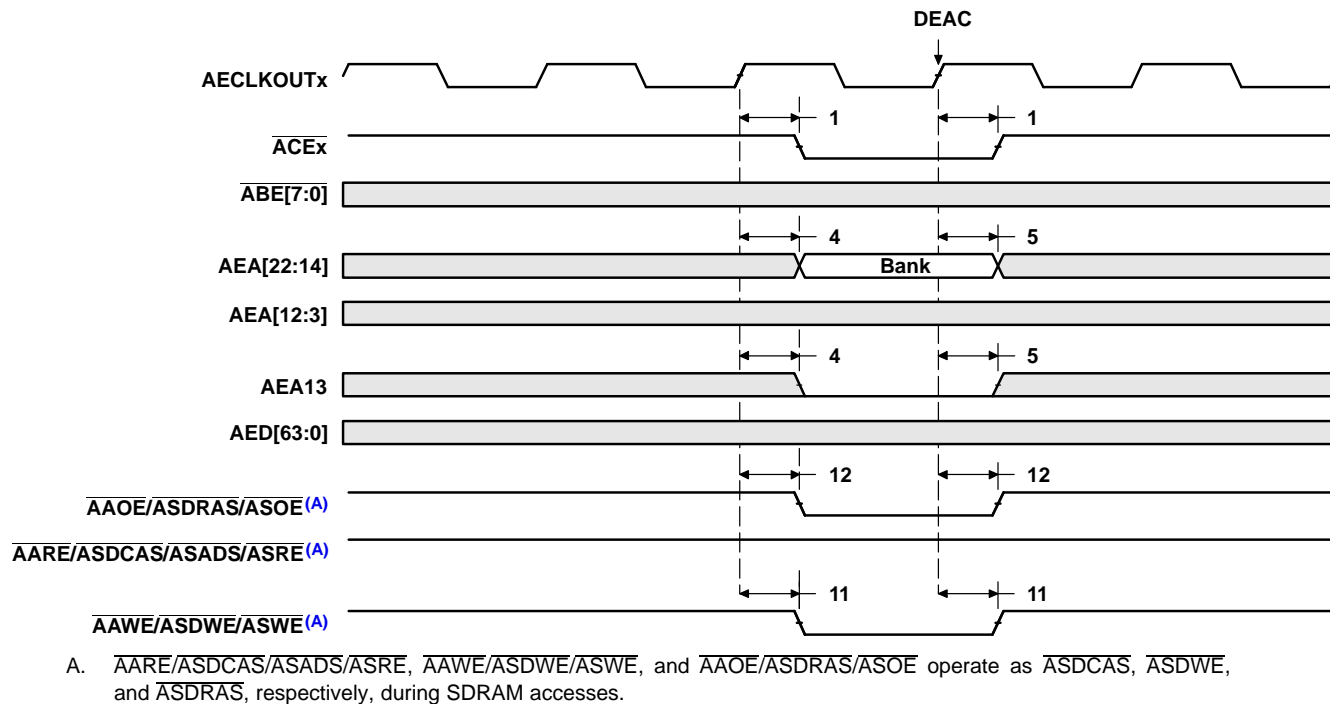 DEAC
AECLKOUTx
1 1
ACEx
ABE[7:0]
4 5
AEA[22:14] Bank
AEA[12:3]
4 5
AEA13
AED[63:0]
12 12
AAOE/ASDRAS/ASOE(A)
AARE/ASDCAS/ASADS/ASRE(A)
11 11
AAWE/ASDWE/ASWE(A)
A. AARE/ASDCAS/ASADS/ASRE, AAWE/ASDWE/ASWE, and AAOE/ASDRAS/ASOE operate as ASDCAS, ASDWE,
and ASDRAS, respectively, during SDRAM accesses.